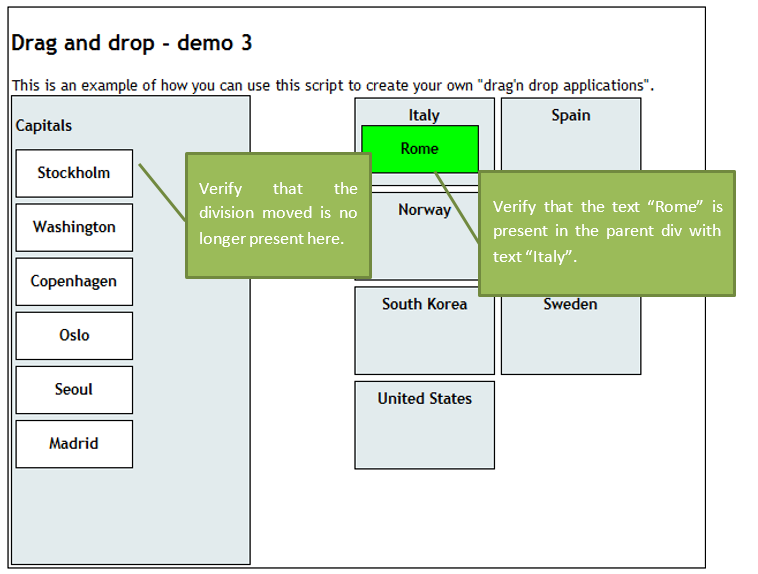 Drag and drop - demo 3
This is an example of how you can use this script to create your own "drag'n drop applications".
Capitals
Stockholm
Washington
Copenhagen
Oslo
Seoul
Madrid
Verify that the
division moved is no
longer present here.
Italy
Rome
Spain
Norway
Verify that the text “Rome” is
present in the parent div with
text “Italy”.
South Korea
Sweden
United States